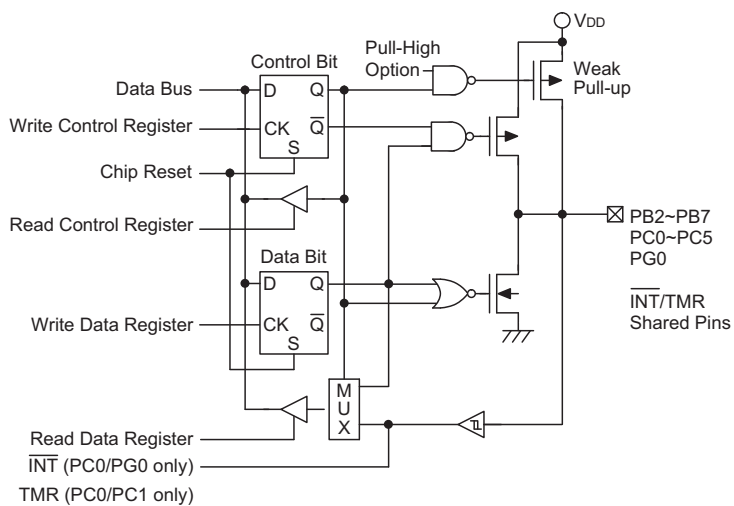 VDD
Control Bit
Pull-High
Option
Weak
Pull-up
Data Bus
D
Q
Write Control Register
CK
Q̅
S
Chip Reset
Read Control Register
PB2~PB7
PC0~PC5
PG0
I̅N̅T̅/TMR
Shared Pins
Data Bit
D
Q
Write Data Register
CK
Q̅
S
M
U
X
Read Data Register
I̅N̅T̅ (PC0/PG0 only)
TMR (PC0/PC1 only)